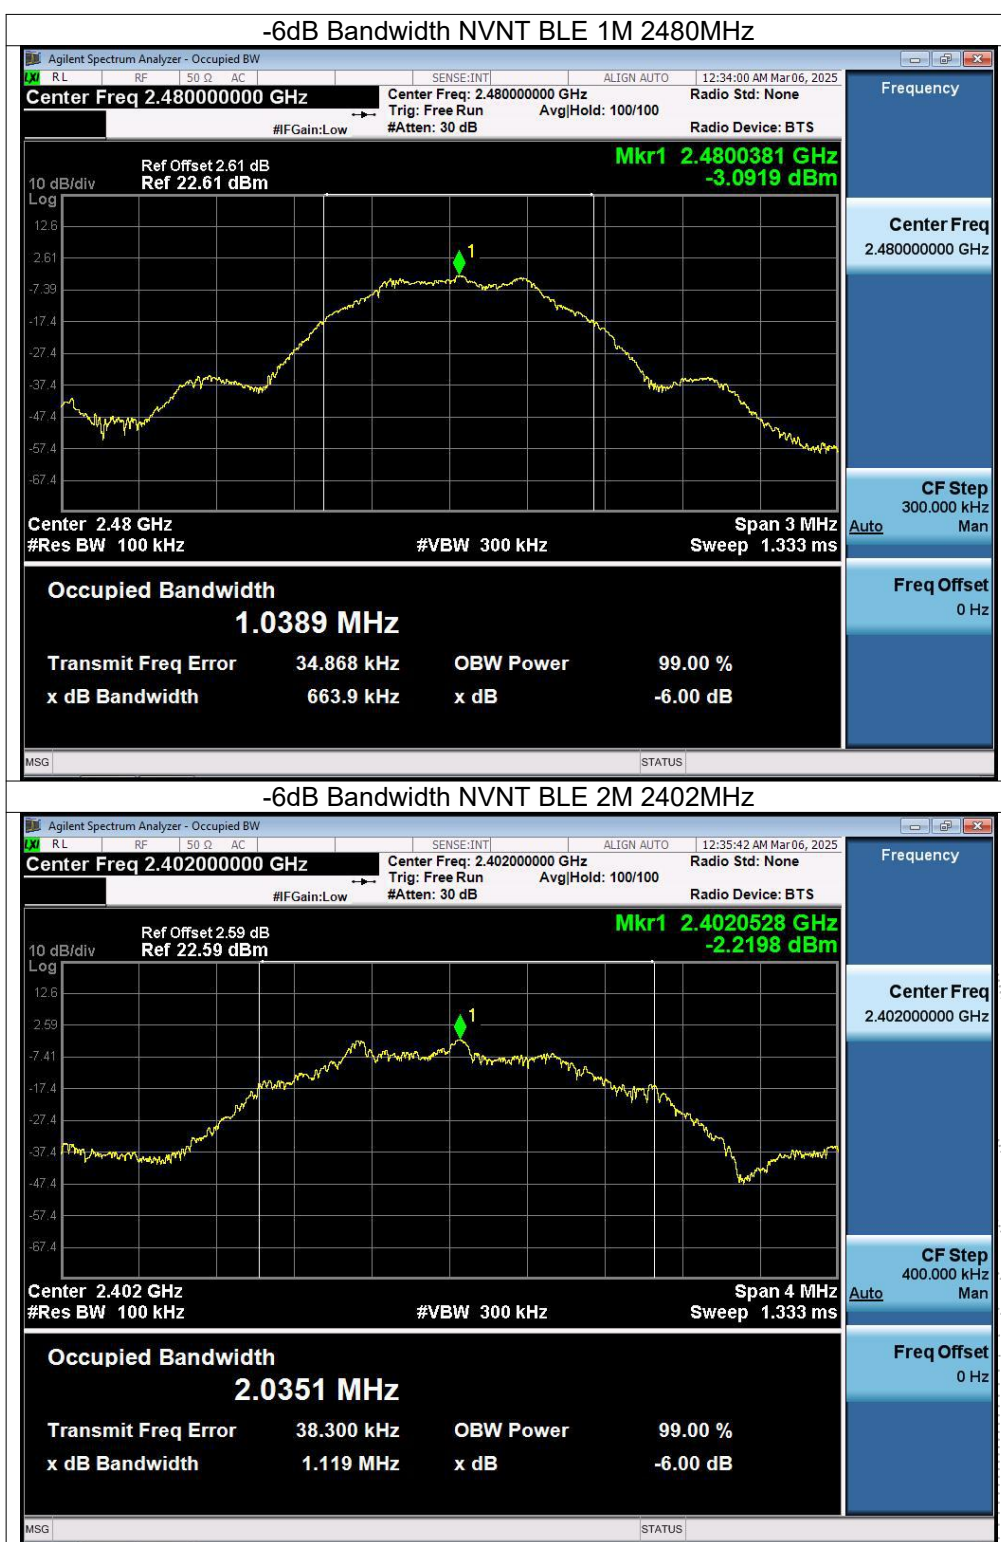 -6dB Bandwidth NVNT BLE 1M 2480MHz
Agilent Spectrum Analyzer - Occupied BW
LXI RL RF 50 Ω AC SENSE:INT ALIGN AUTO 12:34:00 AM Mar 06, 2025
Center Freq 2.480000000 GHz Center Freq: 2.480000000 GHz Radio Std: None
Trig: Free Run Avg|Hold: 100/100
#IFGain:Low #Atten: 30 dB Radio Device: BTS
Frequency
Mkr1 2.4800381 GHz
-3.0919 dBm
Ref Offset 2.61 dB
10 dB/div Ref 22.61 dBm
Log
12.6
2.61
-7.39
-17.4
-27.4
-37.4
-47.4
-57.4
-67.4
1
Center Freq
2.480000000 GHz
Center 2.48 GHz Span 3 MHz
#Res BW 100 kHz #VBW 300 kHz Sweep 1.333 ms
CF Step
300.000 kHz
Auto Man
Occupied Bandwidth
1.0389 MHz
Freq Offset
0 Hz
Transmit Freq Error 34.868 kHz OBW Power 99.00 %
x dB Bandwidth 663.9 kHz x dB -6.00 dB
MSG STATUS
-6dB Bandwidth NVNT BLE 2M 2402MHz
Agilent Spectrum Analyzer - Occupied BW
LXI RL RF 50 Ω AC SENSE:INT ALIGN AUTO 12:35:42 AM Mar 06, 2025
Center Freq 2.402000000 GHz Center Freq: 2.402000000 GHz Radio Std: None
Trig: Free Run Avg|Hold: 100/100
#IFGain:Low #Atten: 30 dB Radio Device: BTS
Frequency
Mkr1 2.4020528 GHz
-2.2198 dBm
Ref Offset 2.59 dB
10 dB/div Ref 22.59 dBm
Log
12.6
2.59
-7.41
-17.4
-27.4
-37.4
-47.4
-57.4
-67.4
1
Center Freq
2.402000000 GHz
Center 2.402 GHz Span 4 MHz
#Res BW 100 kHz #VBW 300 kHz Sweep 1.333 ms
CF Step
400.000 kHz
Auto Man
Occupied Bandwidth
2.0351 MHz
Freq Offset
0 Hz
Transmit Freq Error 38.300 kHz OBW Power 99.00 %
x dB Bandwidth 1.119 MHz x dB -6.00 dB
MSG STATUS